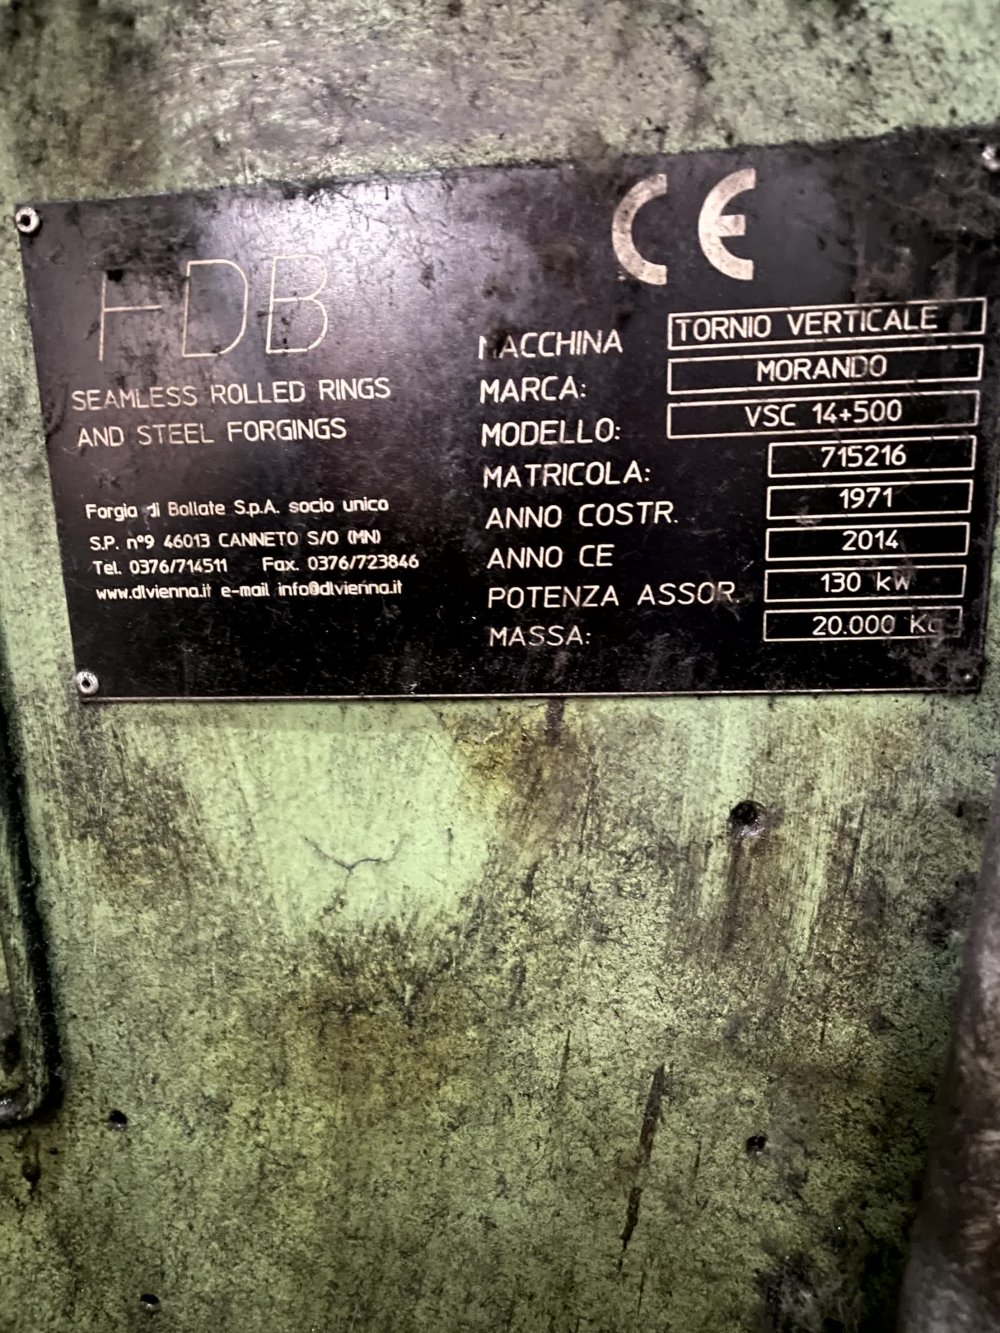 CE
FDB
SEAMLESS ROLLED RINGS
AND STEEL FORGINGS
Forgia di Bollate S.p.A. socio unico
S.P. n°9 46013 CANNETO S/O (MN)
Tel. 0376/714511 Fax. 0376/723846
www.dlvienna.it e-mail info@dlvienna.it
MACCHINA TORNIO VERTICALE
MARCA: MORANDO
MODELLO: VSC 14+500
MATRICOLA: 715216
ANNO COSTR. 1971
ANNO CE 2014
POTENZA ASSOR. 130 kW
MASSA: 20.000 Kg